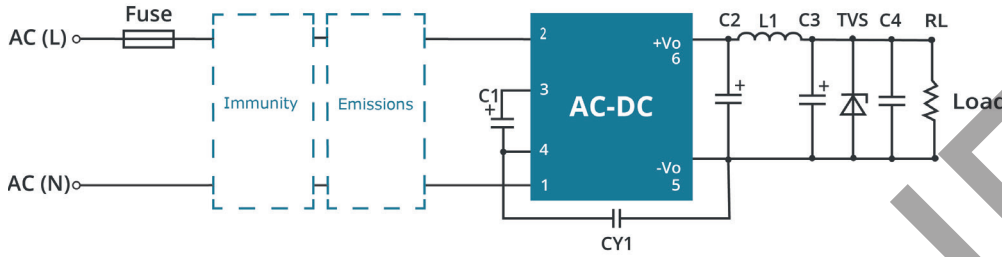 Fuse
AC (L)
Immunity
Emissions
AC (N)
C1
+
2
3
4
1
AC-DC
+Vo
6
-Vo
5
CY1
C2
L1
C3
TVS
C4
RL
+
+
Load